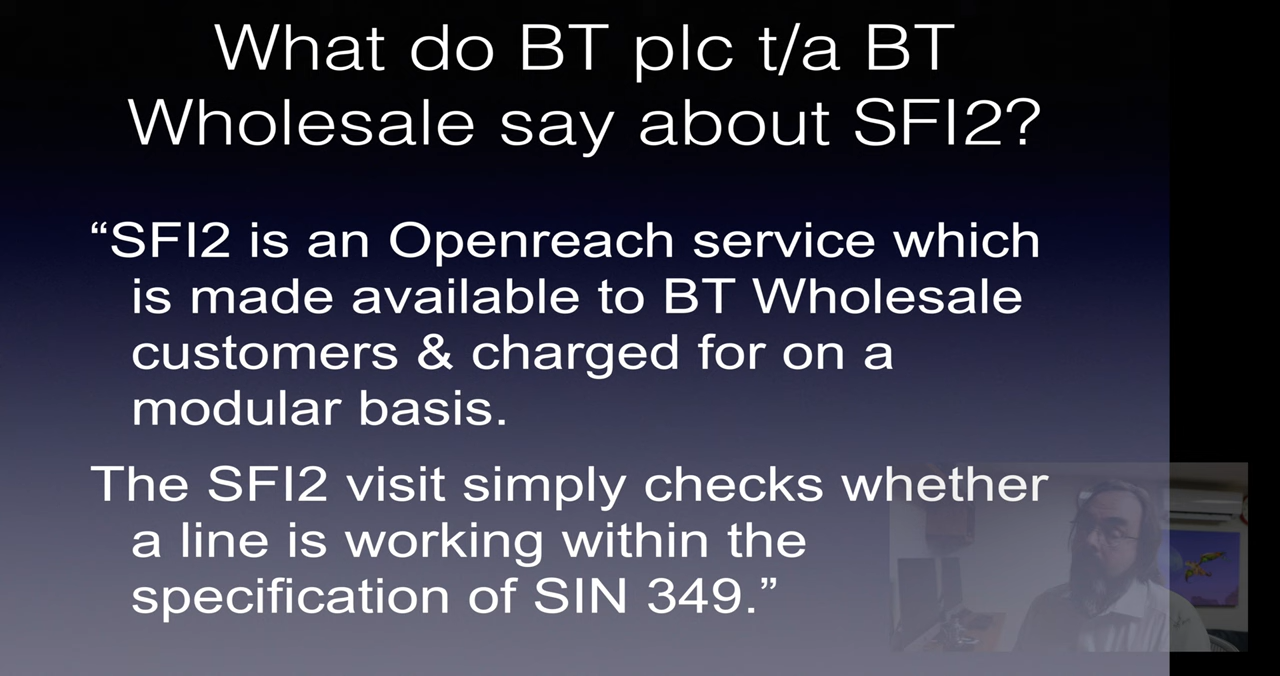 What do BT plc t/a BT
Wholesale say about SFI2?
“SFI2 is an Openreach service which
is made available to BT Wholesale
customers & charged for on a
modular basis.
The SFI2 visit simply checks whether
a line is working within the
specification of SIN 349.”